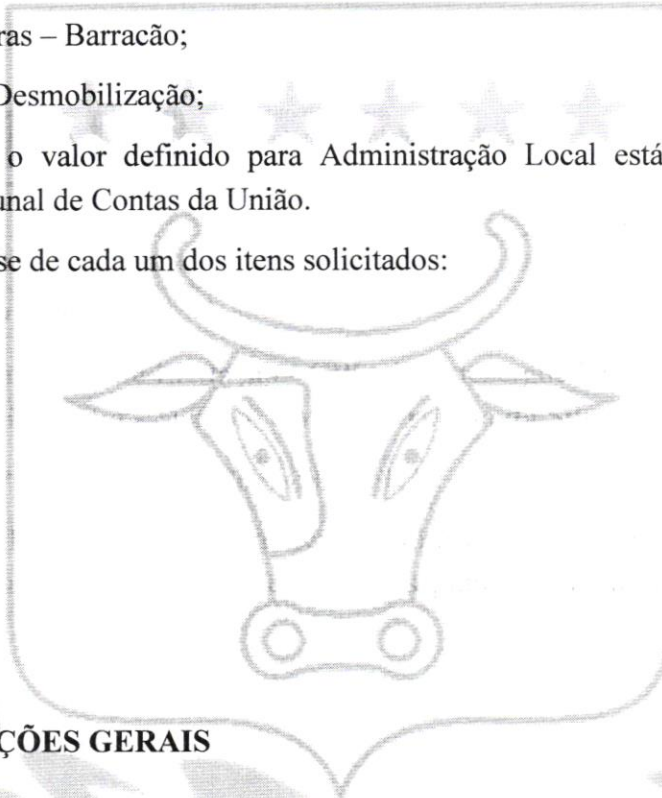 ras – Barracão;
Desmobilização;
o valor definido para Administração Local está
unal de Contas da União.
se de cada um dos itens solicitados:
ÇÕES GERAIS